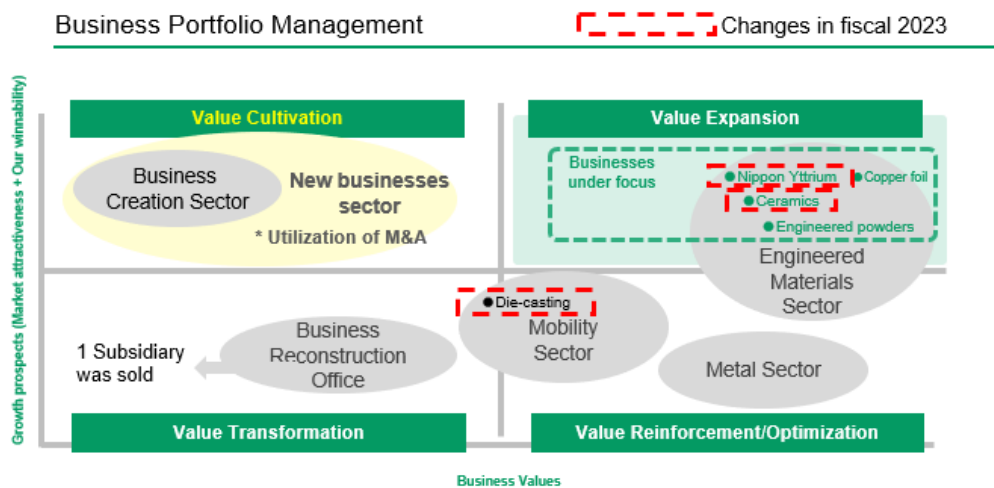 Business Portfolio Management
Changes in fiscal 2023
Growth prospects (Market attractiveness + Our winnability)
Value Cultivation
Value Expansion
Business
Creation Sector
New businesses
sector
* Utilization of M&A
Businesses
under focus
Nippon Yttrium
Copper foil
Ceramics
Engineered powders
Engineered
Materials
Sector
Die-casting
Mobility
Sector
Business
Reconstruction
Office
1 Subsidiary
was sold
Metal Sector
Value Transformation
Value Reinforcement/Optimization
Business Values